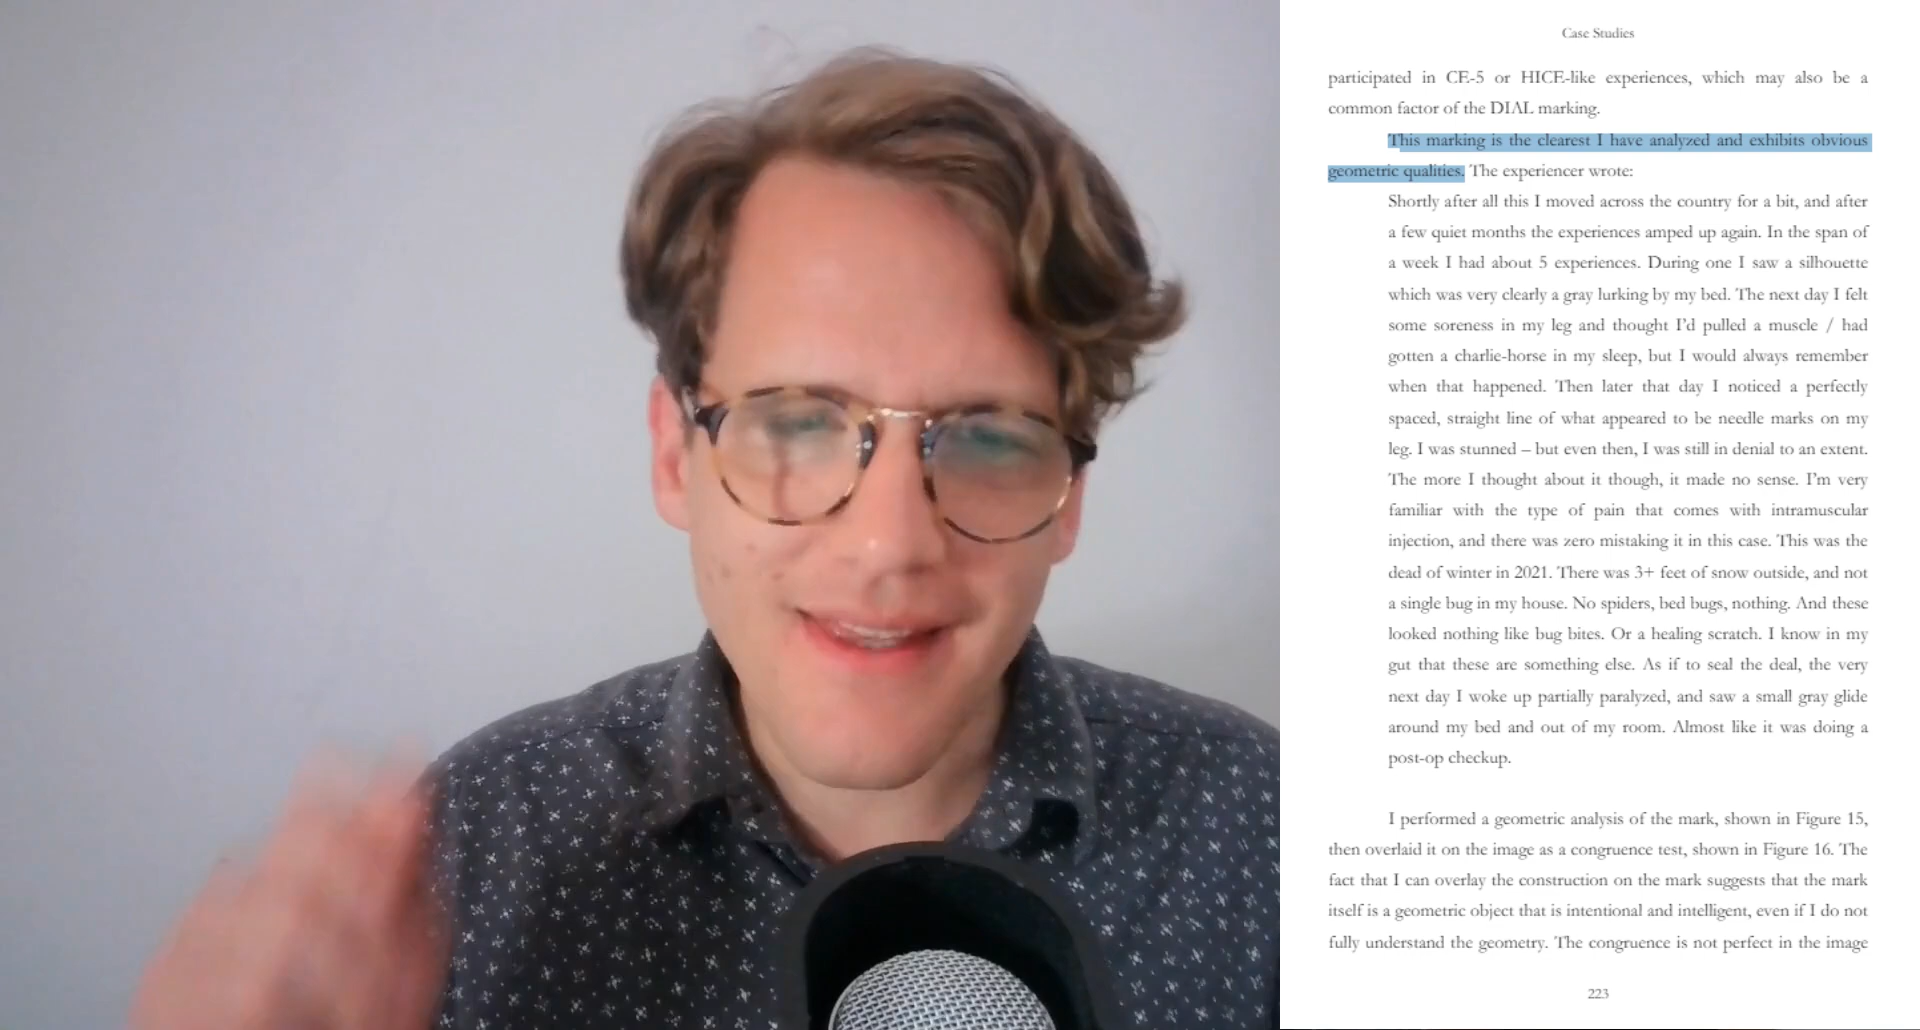 Case Studies
participated in CE-5 or HICE-like experiences, which may also be a
common factor of the DIAL marking.
This marking is the clearest I have analyzed and exhibits obvious
geometric qualities. The experiencer wrote:
Shortly after all this I moved across the country for a bit, and after
a few quiet months the experiences amped up again. In the span of
a week I had about 5 experiences. During one I saw a silhouette
which was very clearly a gray lurking by my bed. The next day I felt
some soreness in my leg and thought I’d pulled a muscle / had
gotten a charlie-horse in my sleep, but I would always remember
when that happened. Then later that day I noticed a perfectly
spaced, straight line of what appeared to be needle marks on my
leg. I was stunned – but even then, I was still in denial to an extent.
The more I thought about it though, it made no sense. I’m very
familiar with the type of pain that comes with intramuscular
injection, and there was zero mistaking it in this case. This was the
dead of winter in 2021. There was 3+ feet of snow outside, and not
a single bug in my house. No spiders, bed bugs, nothing. And these
looked nothing like bug bites. Or a healing scratch. I know in my
gut that these are something else. As if to seal the deal, the very
next day I woke up partially paralyzed, and saw a small gray glide
around my bed and out of my room. Almost like it was doing a
post-op checkup.
I performed a geometric analysis of the mark, shown in Figure 15,
then overlaid it on the image as a congruence test, shown in Figure 16. The
fact that I can overlay the construction on the mark suggests that the mark
itself is a geometric object that is intentional and intelligent, even if I do not
fully understand the geometry. The congruence is not perfect in the image
223